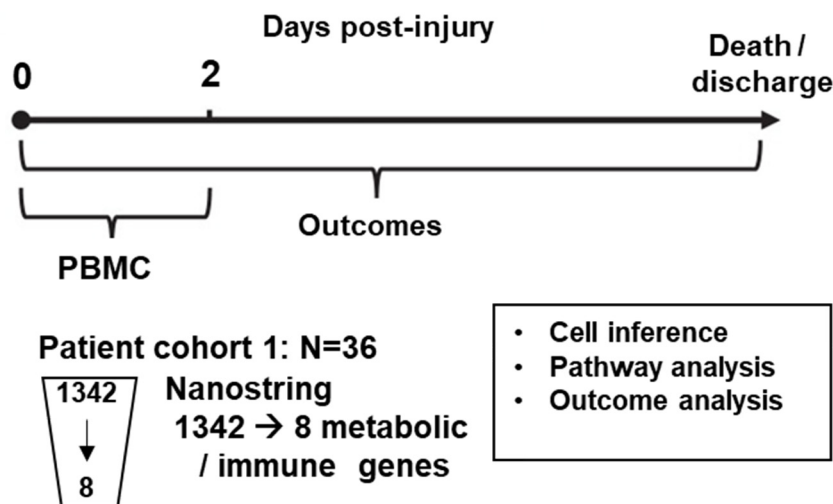 Days post-injury
0
2
Death /
discharge
Outcomes
PBMC
Patient cohort 1: N=36
1342
8
Nanostring
1342 → 8 metabolic
/ immune genes
• Cell inference
• Pathway analysis
• Outcome analysis